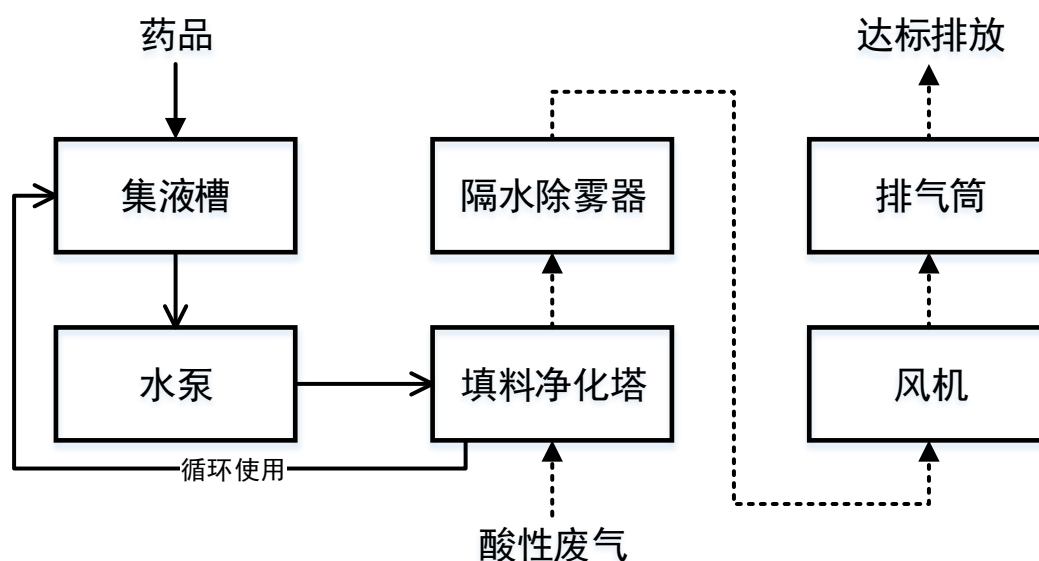 药品
达标排放
集液槽
隔水除雾器
排气筒
水泵
填料净化塔
风机
循环使用
酸性废气